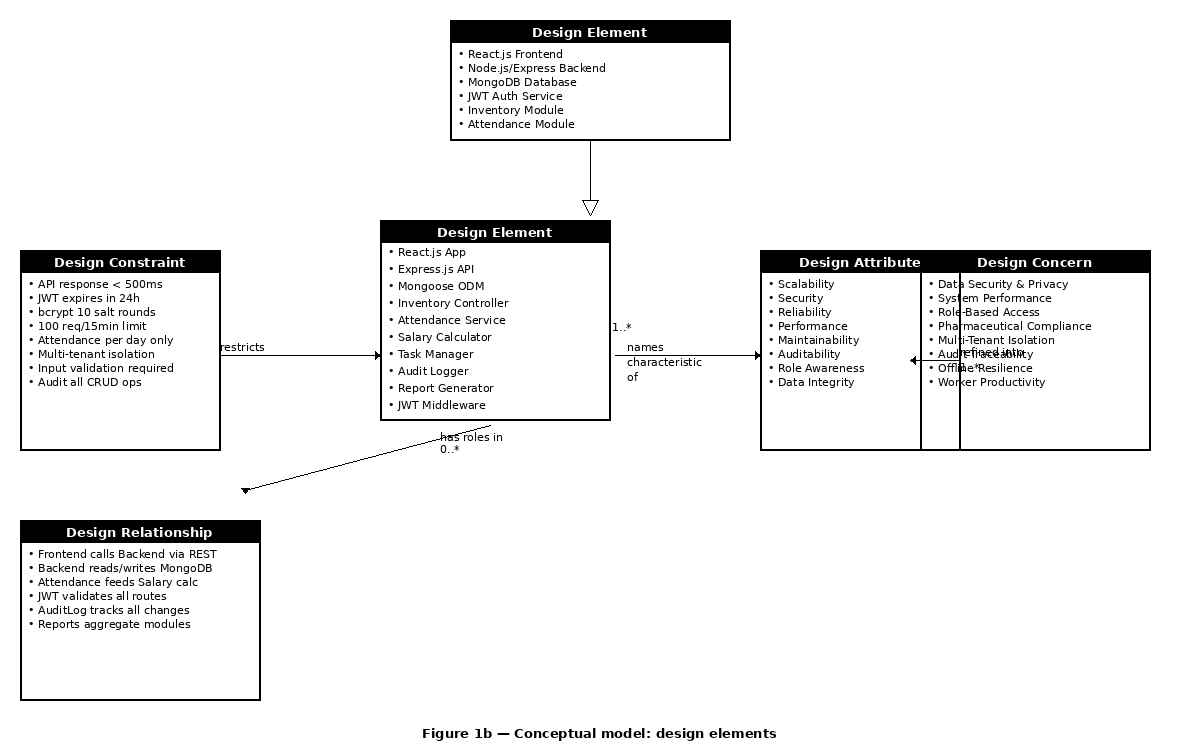 Design Element
• React.js Frontend
• Node.js/Express Backend
• MongoDB Database
• JWT Auth Service
• Inventory Module
• Attendance Module
Design Constraint
• API response < 500ms
• JWT expires in 24h
• bcrypt 10 salt rounds
• 100 req/15min limit
• Attendance per day only
• Multi-tenant isolation
• Input validation required
• Audit all CRUD ops
restricts
Design Element
• React.js App
• Express.js API
• Mongoose ODM
• Inventory Controller
• Attendance Service
• Salary Calculator
• Task Manager
• Audit Logger
• Report Generator
• JWT Middleware
1..*
names
characteristic
of
Design Attribute
• Scalability
• Security
• Reliability
• Performance
• Maintainability
• Auditability
• Role Awareness
• Data Integrity
Design Concern
• Data Security & Privacy
• System Performance
• Role-Based Access
• Pharmaceutical Compliance
• Multi-Tenant Isolation
• Audit Traceability
• Offline Resilience
• Worker Productivity
refined into
1..*
has roles in
0..*
Design Relationship
• Frontend calls Backend via REST
• Backend reads/writes MongoDB
• Attendance feeds Salary calc
• JWT validates all routes
• AuditLog tracks all changes
• Reports aggregate modules
Figure 1b — Conceptual model: design elements